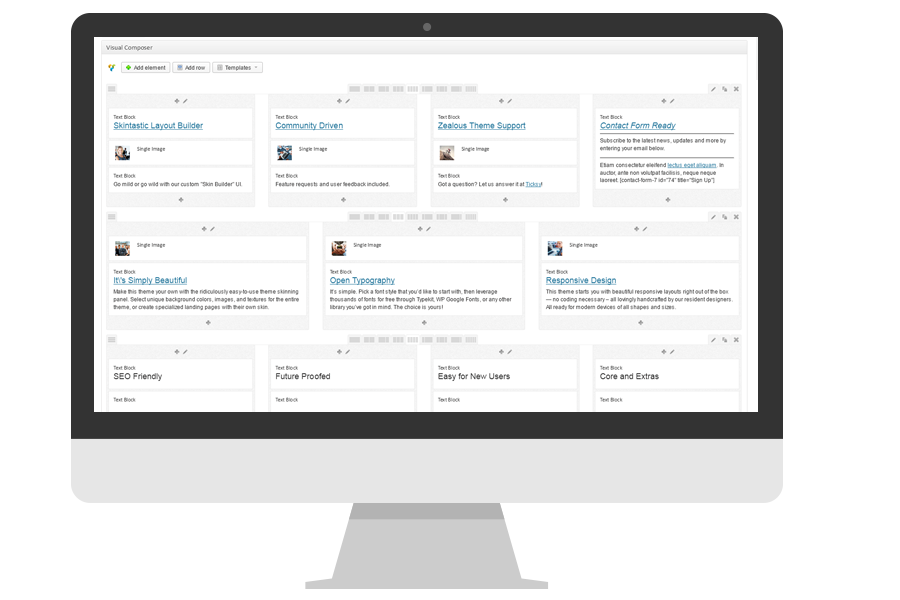 Visual Composer
Add element Add row Templates
Text Block
Skintastic Layout Builder
Single Image
Text Block
Go mild or go wild with our custom "Skin Builder" UI.
Text Block
Community Driven
Single Image
Text Block
Feature requests and user feedback included.
Text Block
Zealous Theme Support
Single Image
Text Block
Got a question? Let us answer it at Ticksy!
Text Block
Contact Form Ready
Subscribe to the latest news, updates and more by
entering your email below.
Etiam consectetur eleifend lectus eget aliquam. In
auctor, ante non volutpat facilisis, neque neque
laoreet. [contact-form-7 id="74" title="Sign Up"]
Single Image
Text Block
It\'s Simply Beautiful
Make this theme your own with the ridiculously easy-to-use theme skinning
panel. Select unique background colors, images, and textures for the entire
theme, or create specialized landing pages with their own skin.
Single Image
Text Block
Open Typography
It's simple. Pick a font style that you'd like to start with, then leverage
thousands of fonts for free through Typekit, WP Google Fonts, or any other
library you've got in mind. The choice is yours!
Single Image
Text Block
Responsive Design
This theme starts you with beautiful responsive layouts right out of the box
— no coding necessary – all lovingly handcrafted by our resident designers.
All ready for modern devices of all shapes and sizes.
Text Block
SEO Friendly
Text Block
Text Block
Future Proofed
Text Block
Text Block
Easy for New Users
Text Block
Text Block
Core and Extras
Text Block